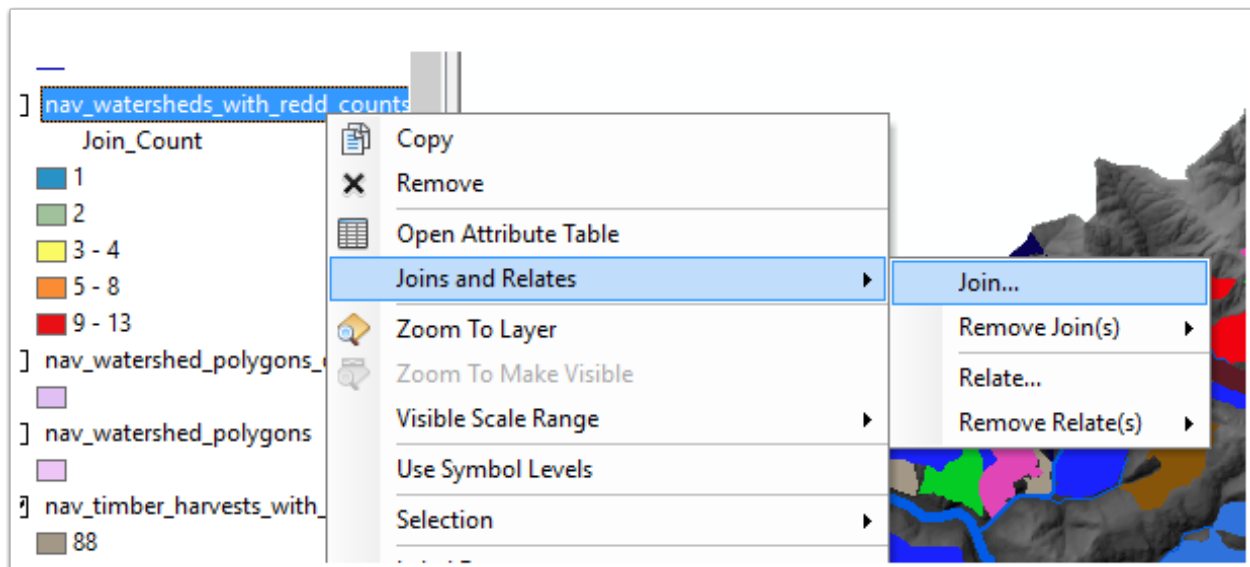 nav_watersheds_with_redd_counts
Join_Count
1
2
3 - 4
5 - 8
9 - 13
nav_watershed_polygons_
nav_watershed_polygons
nav_timber_harvests_with_
88
Copy
Remove
Open Attribute Table
Joins and Relates
Zoom To Layer
Zoom To Make Visible
Visible Scale Range
Use Symbol Levels
Selection
Join...
Remove Join(s)
Relate...
Remove Relate(s)